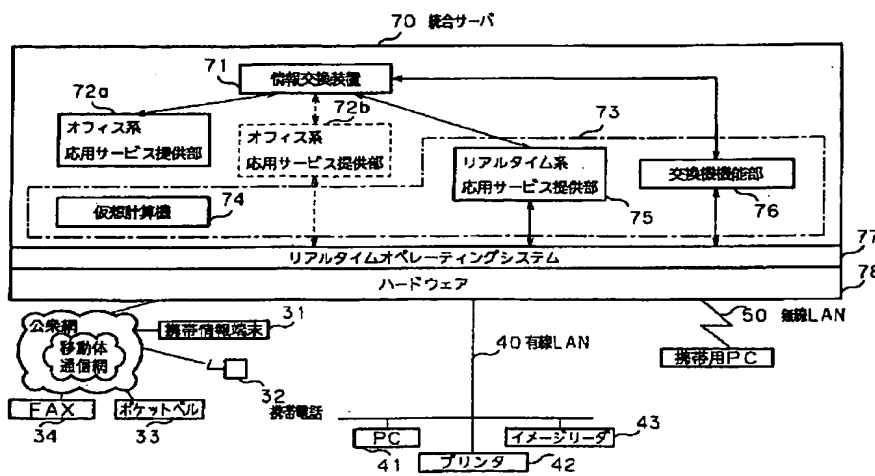 70 統合サーバ
71
情報交換装置
72a
72b
73
オフィス系
応用サービス提供部
オフィス系
応用サービス提供部
リアルタイム系
応用サービス提供部
交換機機能部
仮想計算機
74
75
76
77
リアルタイムオペレーティングシステム
78
ハードウェア
公衆網
移動体
通信網
31
携帯情報端末
32
携帯電話
FAX
34
ポケットベル
33
40 有線LAN
50 無線LAN
携帯用PC
PC
41
プリンタ
42
イメージリーダ
43